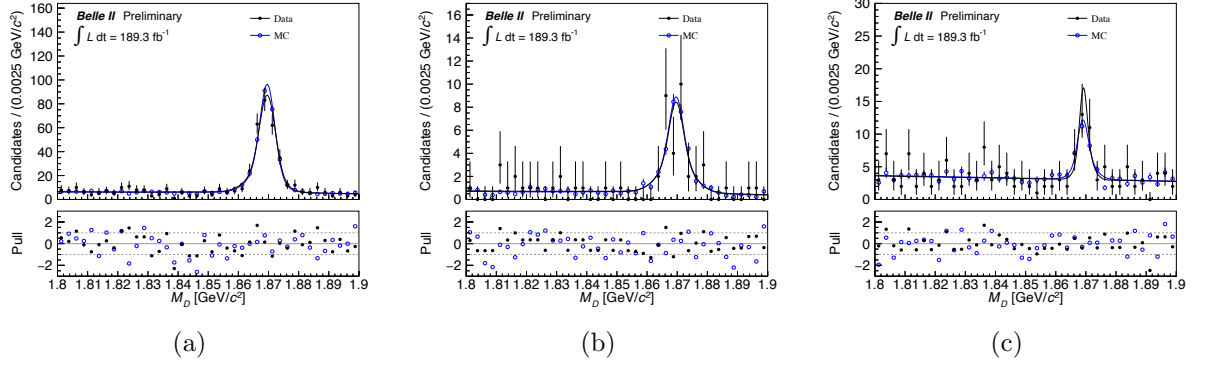 Belle II Preliminary
∫ L dt = 189.3 fb⁻¹
Data
MC
Candidates / (0.0025 GeV/c²)
160
140
120
100
80
60
40
20
0
Pull
2
0
−2
1.8 1.81 1.82 1.83 1.84 1.85 1.86 1.87 1.88 1.89 1.9
M_D [GeV/c²]
(a)
Belle II Preliminary
∫ L dt = 189.3 fb⁻¹
Data
MC
Candidates / (0.0025 GeV/c²)
16
14
12
10
8
6
4
2
0
Pull
2
0
−2
1.8 1.81 1.82 1.83 1.84 1.85 1.86 1.87 1.88 1.89 1.9
M_D [GeV/c²]
(b)
Belle II Preliminary
∫ L dt = 189.3 fb⁻¹
Data
MC
Candidates / (0.0025 GeV/c²)
30
25
20
15
10
5
0
Pull
2
0
−2
1.8 1.81 1.82 1.83 1.84 1.85 1.86 1.87 1.88 1.89 1.9
M_D [GeV/c²]
(c)